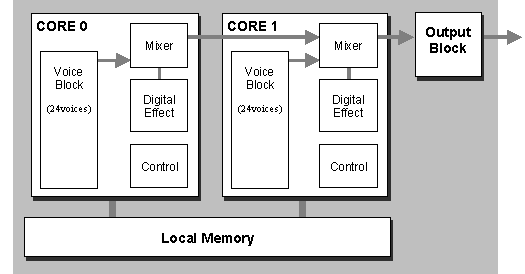 CORE 0
Mixer
Voice
Block
(24voices)
Digital
Effect
Control
CORE 1
Mixer
Voice
Block
(24voices)
Digital
Effect
Control
Output
Block
Local Memory